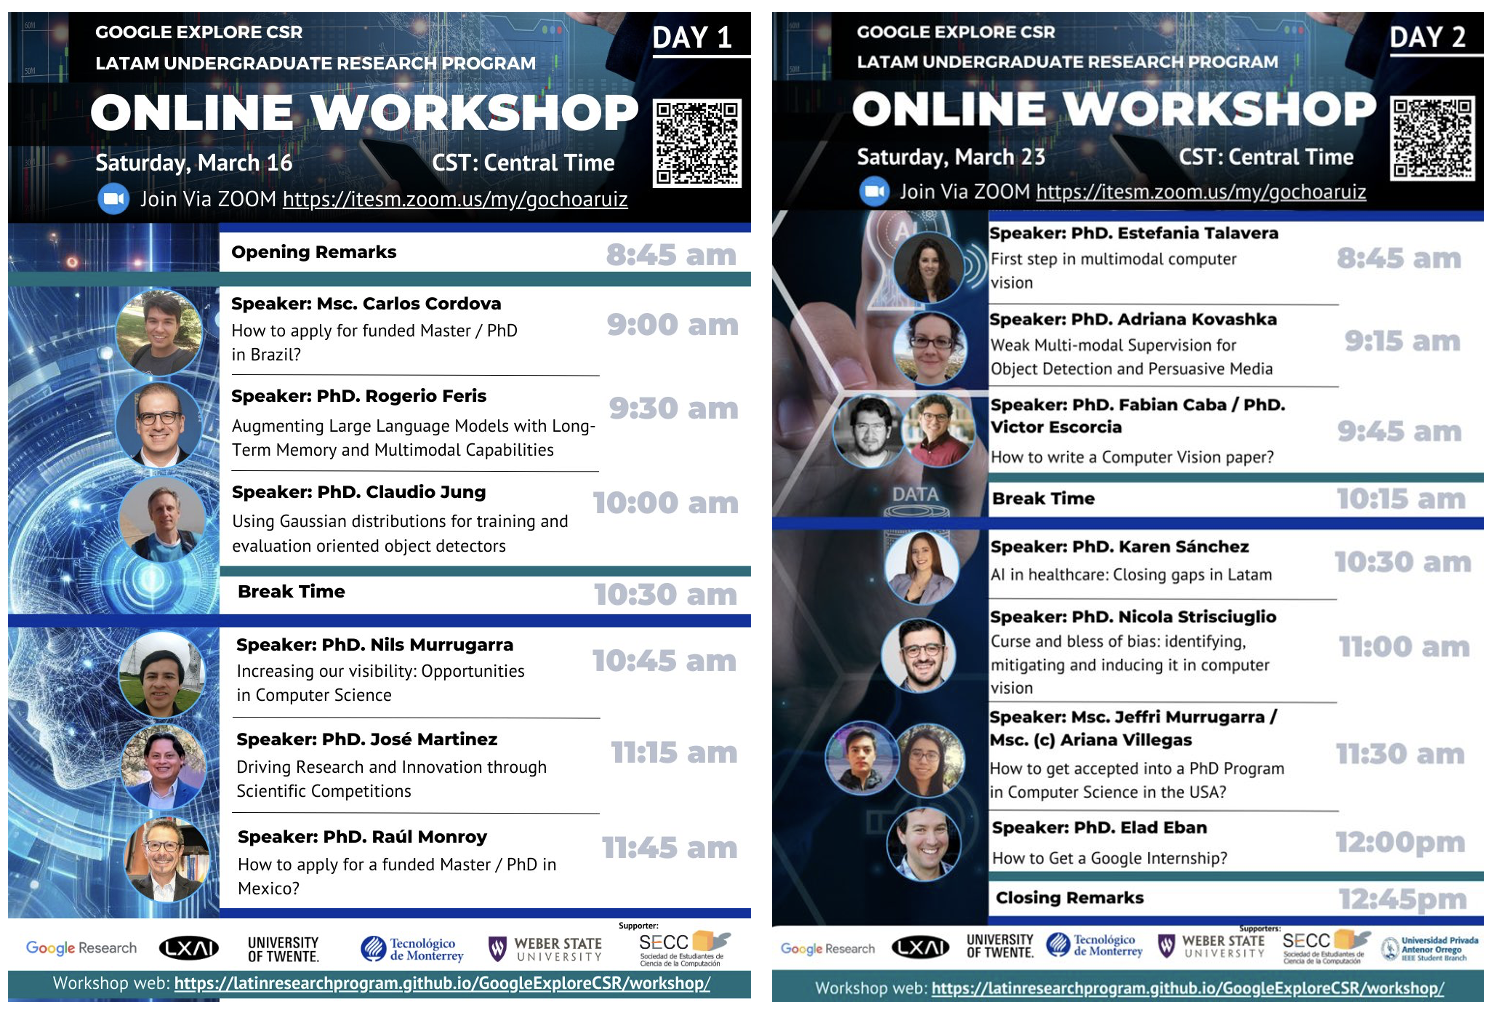 GOOGLE EXPLORE CSR
LATAM UNDERGRADUATE RESEARCH PROGRAM
DAY 1
ONLINE WORKSHOP
Saturday, March 16
CST: Central Time
Join Via ZOOM https://itesm.zoom.us/my/gochoaruiz
Opening Remarks
8:45 am
Speaker: Msc. Carlos Cordova
How to apply for funded Master / PhD
in Brazil?
9:00 am
Speaker: PhD. Rogerio Feris
Augmenting Large Language Models with Long-
Term Memory and Multimodal Capabilities
9:30 am
Speaker: PhD. Claudio Jung
Using Gaussian distributions for training and
evaluation oriented object detectors
10:00 am
Break Time
10:30 am
Speaker: PhD. Nils Murrugarra
Increasing our visibility: Opportunities
in Computer Science
10:45 am
Speaker: PhD. José Martinez
Driving Research and Innovation through
Scientific Competitions
11:15 am
Speaker: PhD. Raúl Monroy
How to apply for a funded Master / PhD in
Mexico?
11:45 am
Supporter:
Google Research
LXAI
UNIVERSITY
OF TWENTE.
Tecnológico
de Monterrey
WEBER STATE
UNIVERSITY
SECC
Sociedad de Estudiantes de
Ciencia de la Computación
Workshop web: https://latinresearchprogram.github.io/GoogleExploreCSR/workshop/
GOOGLE EXPLORE CSR
LATAM UNDERGRADUATE RESEARCH PROGRAM
DAY 2
ONLINE WORKSHOP
Saturday, March 23
CST: Central Time
Join Via ZOOM https://itesm.zoom.us/my/gochoaruiz
AI
Speaker: PhD. Estefania Talavera
First step in multimodal computer
vision
8:45 am
Speaker: PhD. Adriana Kovashka
Weak Multi-modal Supervision for
Object Detection and Persuasive Media
9:15 am
Speaker: PhD. Fabian Caba / PhD.
Victor Escorcia
How to write a Computer Vision paper?
9:45 am
DATA
Break Time
10:15 am
Speaker: PhD. Karen Sánchez
AI in healthcare: Closing gaps in Latam
10:30 am
Speaker: PhD. Nicola Strisciuglio
Curse and bless of bias: identifying,
mitigating and inducing it in computer
vision
11:00 am
Speaker: Msc. Jeffri Murrugarra /
Msc. (c) Ariana Villegas
How to get accepted into a PhD Program
in Computer Science in the USA?
11:30 am
Speaker: PhD. Elad Eban
How to Get a Google Internship?
12:00pm
Closing Remarks
12:45pm
Supporters:
Google Research
LXAI
UNIVERSITY
OF TWENTE.
Tecnológico
de Monterrey
WEBER STATE
UNIVERSITY
SECC
Sociedad de Estudiantes de
Ciencia de la Computación
Universidad Privada
Antenor Orrego
IEEE Student Branch
Workshop web: https://latinresearchprogram.github.io/GoogleExploreCSR/workshop/